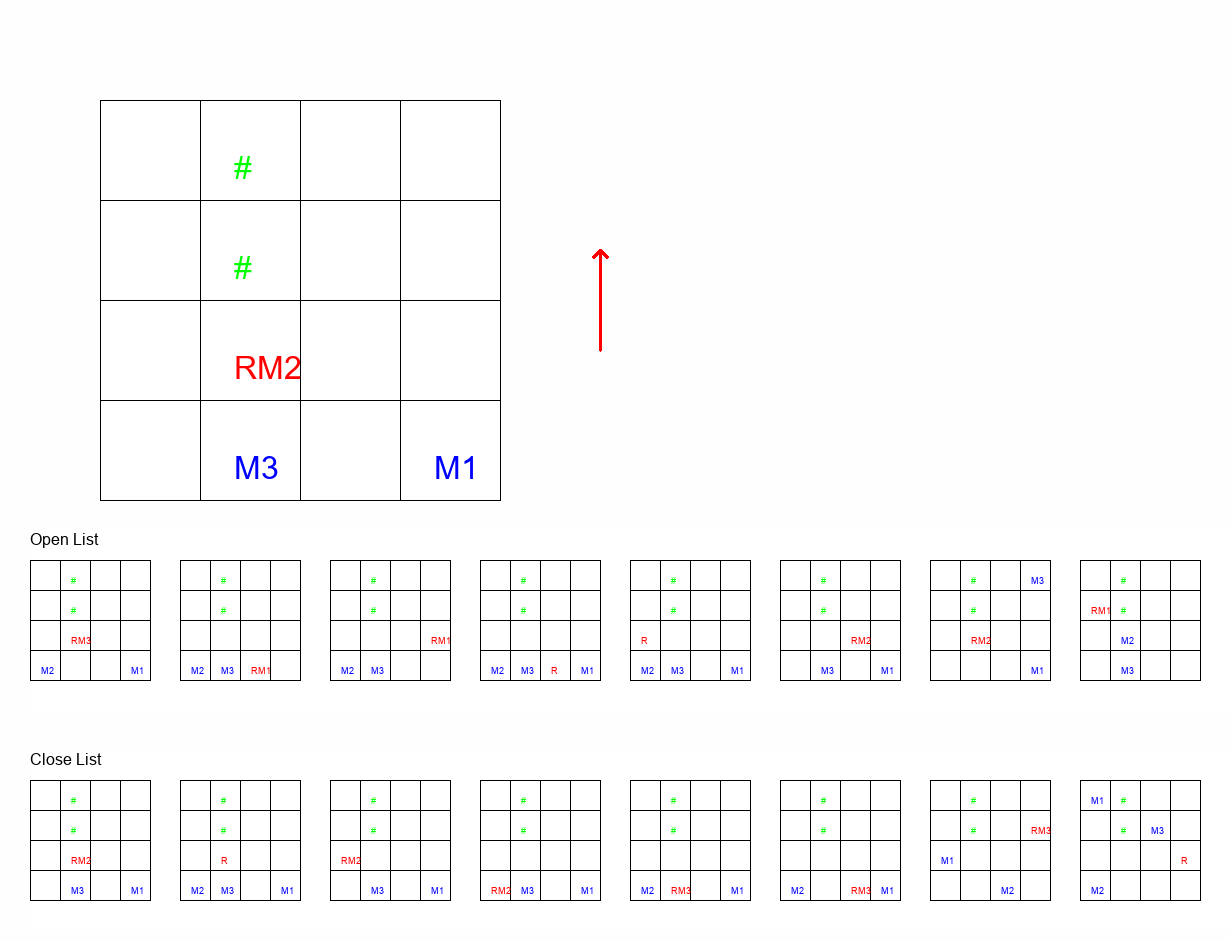 #
#
RM2
M3 M1
Open List
# # # # # # # M3 #
# # # # # # # RM1 #
RM3 RM1 R RM2 RM2 M2
M2 M1 M2 M3 RM1 M2 M3 M2 M3 R M1 M2 M3 M1 M3 M1 M1 M3
Close List
# # # # # # # M1 #
# # # # # # # RM3 # M3
RM2 R RM2 M1 R
M3 M1 M2 M3 M1 M3 M1 RM2 M3 M1 M2 RM3 M1 M2 RM3 M1 M2 M2